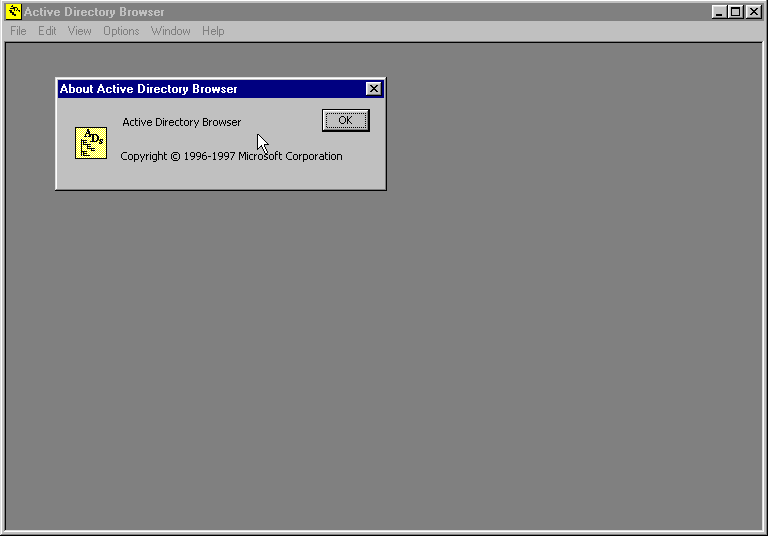 Active Directory Browser
File Edit View Options Window Help
About Active Directory Browser
Active Directory Browser
OK
ADs
Copyright © 1996-1997 Microsoft Corporation